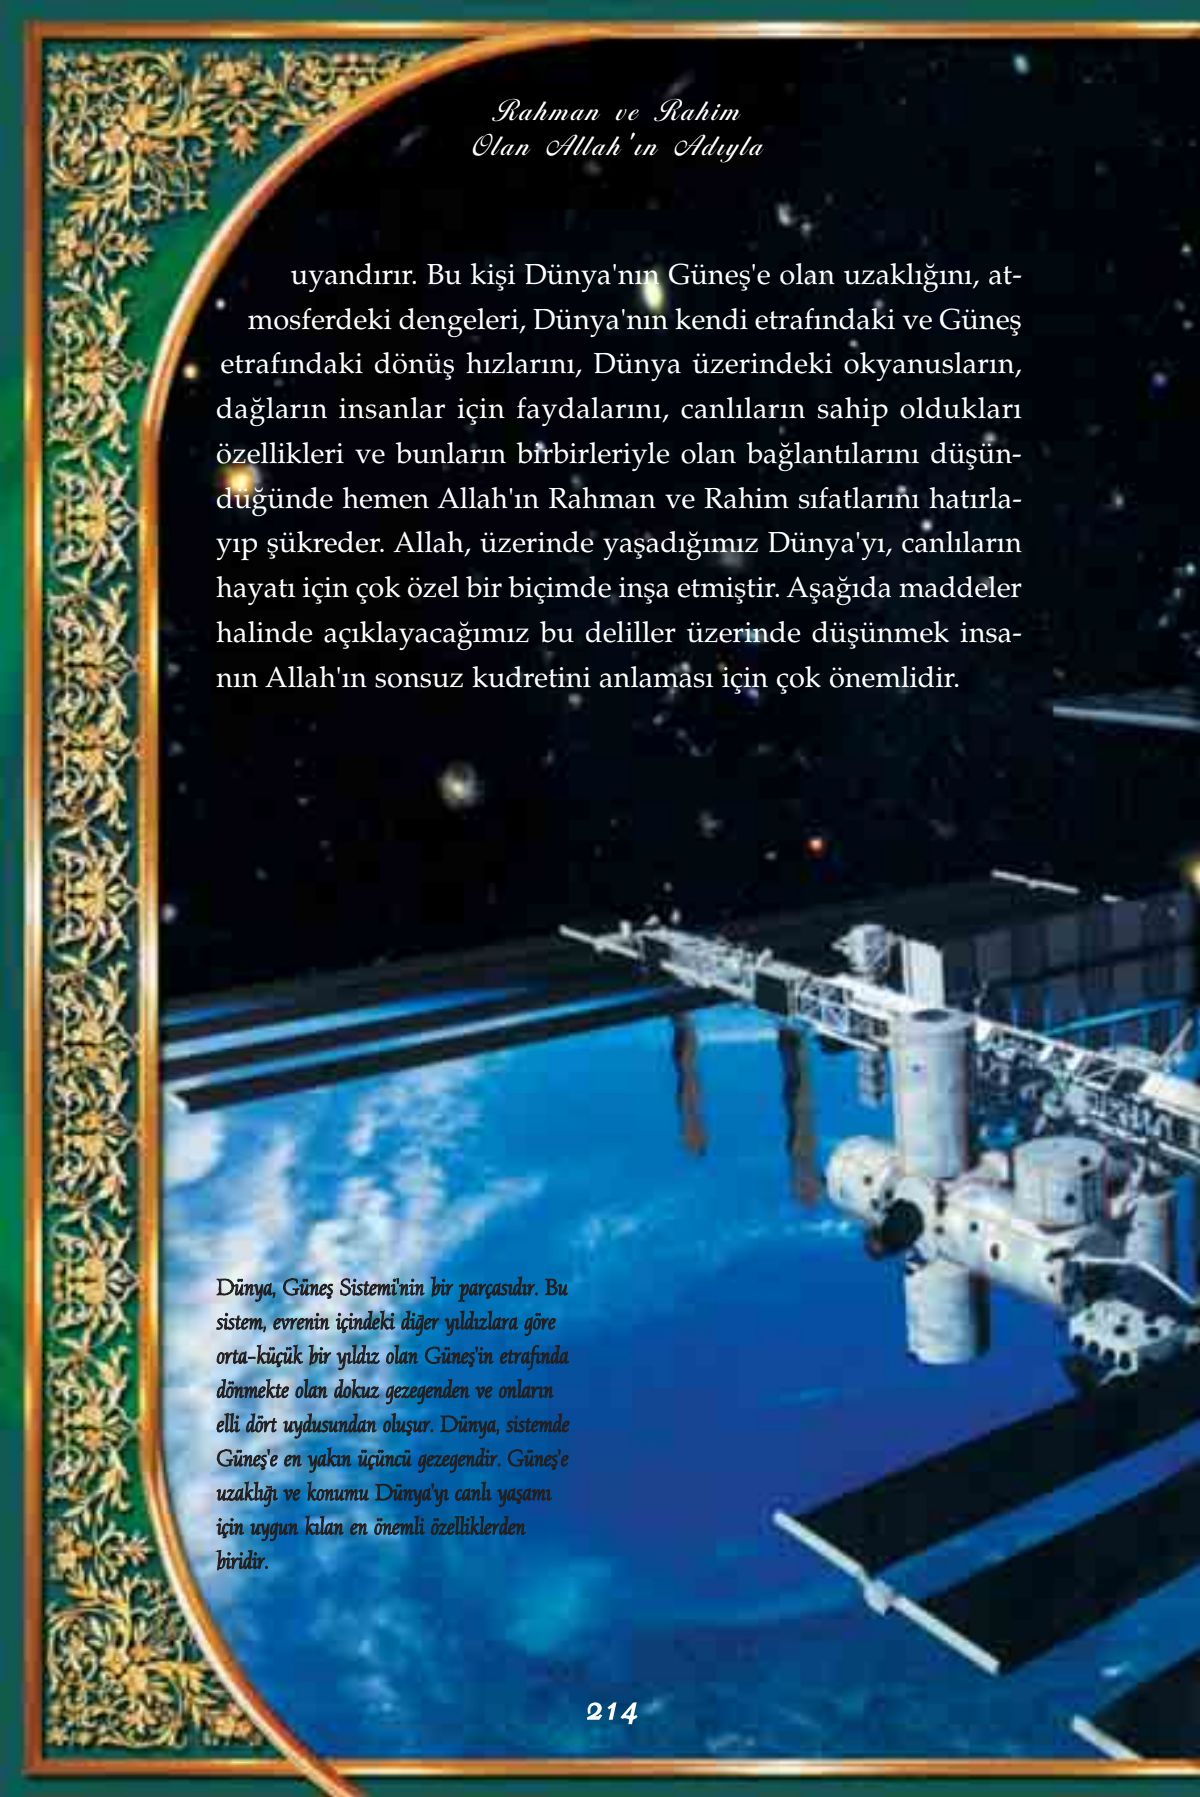 Rahman ve Rahim
Olan Allah'ın Adıyla
uyandırır. Bu kişi Dünya'nın Güneş'e olan uzaklığını, at-
mosferdeki dengeleri, Dünya'nın kendi etrafındaki ve Güneş
etrafındaki dönüş hızlarını, Dünya üzerindeki okyanusların,
dağların insanlar için faydalarını, canlıların sahip oldukları
özellikleri ve bunların birbirleriyle olan bağlantılarını düşün-
düğünde hemen Allah'ın Rahman ve Rahim sıfatlarını hatırla-
yıp şükreder. Allah, üzerinde yaşadığımız Dünya'yı, canlıların
hayatı için çok özel bir biçimde inşa etmiştir. Aşağıda maddeler
halinde açıklayacağımız bu deliller üzerinde düşünmek insa-
nın Allah'ın sonsuz kudretini anlaması için çok önemlidir.
Dünya, Güneş Sistemi'nin bir parçasıdır. Bu
sistem, evrenin içindeki diğer yıldızlara göre
orta-küçük bir yıldız olan Güneş'in etrafında
dönmekte olan dokuz gezegenden ve onların
elli dört uydusundan oluşur. Dünya, sistemde
Güneş'e en yakın üçüncü gezegendir. Güneş'e
uzaklığı ve konumu Dünya'yı canlı yaşamı
için uygun kılan en önemli özelliklerden
biridir.
214